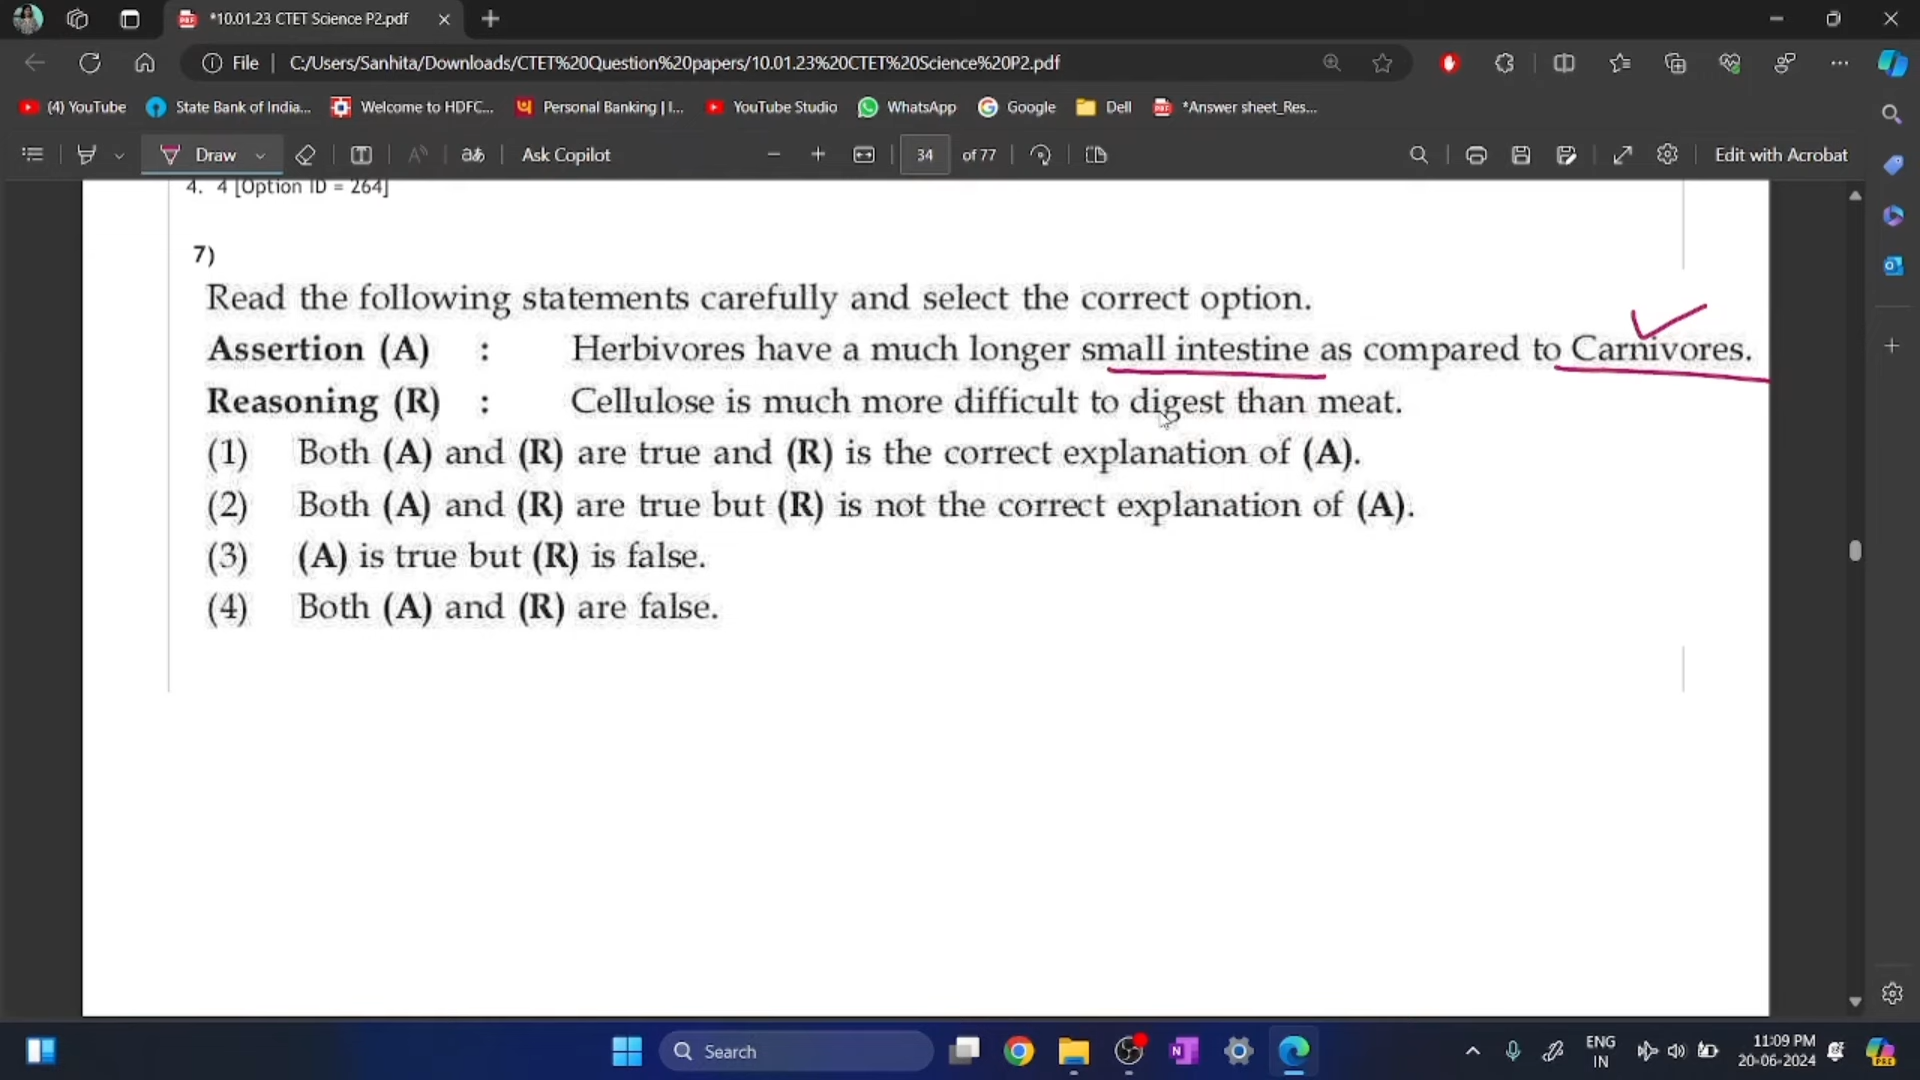 *10.01.23 CTET Science P2.pdf
File | C:/Users/Sanhita/Downloads/CTET%20Question%20papers/10.01.23%20CTET%20Science%20P2.pdf
(4) YouTube State Bank of India... Welcome to HDFC... Personal Banking | I... YouTube Studio WhatsApp Google Dell *Answer sheet_Res...
Draw aあ Ask Copilot 34 of 77 Edit with Acrobat
4. 4 [Option ID = 264]
7)
Read the following statements carefully and select the correct option.
Assertion (A) : Herbivores have a much longer small intestine as compared to Carnivores.
Reasoning (R) : Cellulose is much more difficult to digest than meat.
(1) Both (A) and (R) are true and (R) is the correct explanation of (A).
(2) Both (A) and (R) are true but (R) is not the correct explanation of (A).
(3) (A) is true but (R) is false.
(4) Both (A) and (R) are false.
Search
ENG
IN
11:09 PM
20-06-2024